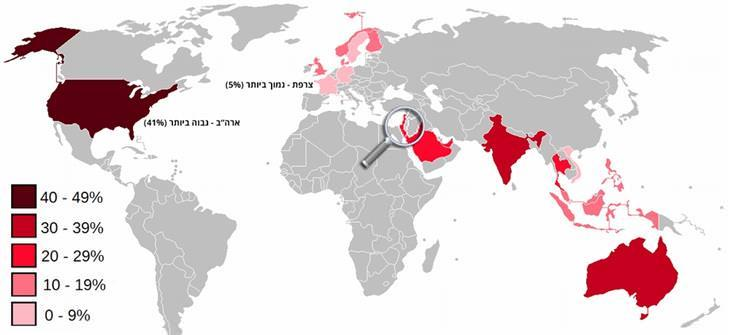 צרפת - נמוך ביותר (5%)
ארה"ב - גבוה ביותר (41%)
40 - 49%
30 - 39%
20 - 29%
10 - 19%
0 - 9%